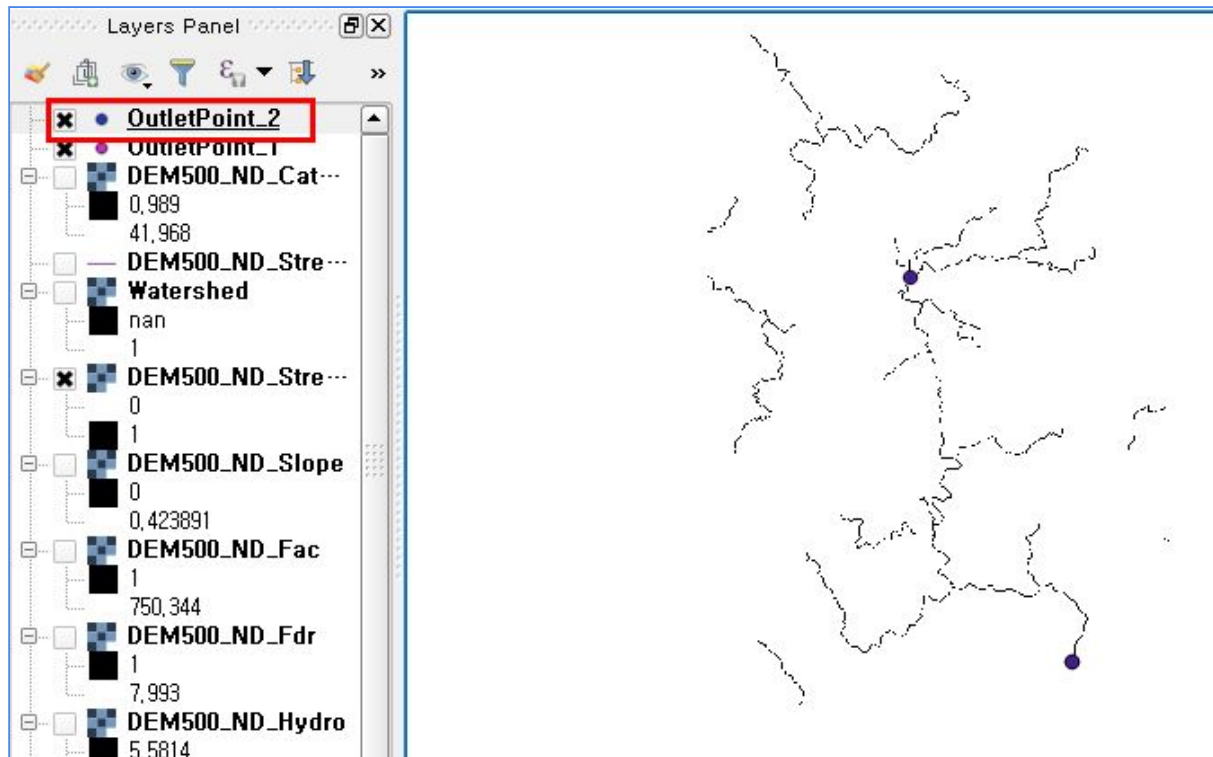 Layers Panel
»
OutletPoint_2
OutletPoint_1
DEM500_ND_Cat···
0,989
41,968
DEM500_ND_Stre···
Watershed
nan
1
DEM500_ND_Stre···
0
1
DEM500_ND_Slope
0
0,423891
DEM500_ND_Fac
1
750,344
DEM500_ND_Fdr
1
7,993
DEM500_ND_Hydro
5,5814